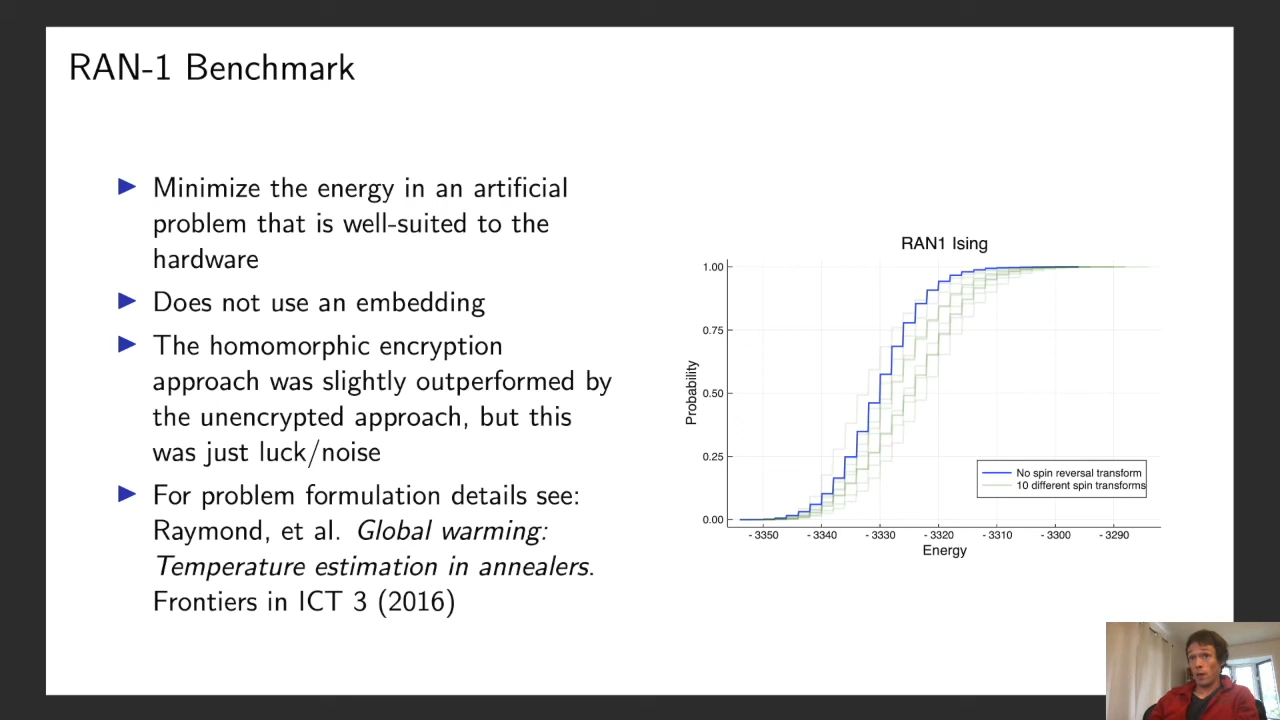 RAN-1 Benchmark
▶ Minimize the energy in an artificial
problem that is well-suited to the
hardware
▶ Does not use an embedding
▶ The homomorphic encryption
approach was slightly outperformed by
the unencrypted approach, but this
was just luck/noise
▶ For problem formulation details see:
Raymond, et al. Global warming:
Temperature estimation in annealers.
Frontiers in ICT 3 (2016)
RAN1 Ising
1.00
0.75
0.50
0.25
0.00
Probability
No spin reversal transform
10 different spin transforms
- 3350 - 3340 - 3330 - 3320 - 3310 - 3300 - 3290
Energy